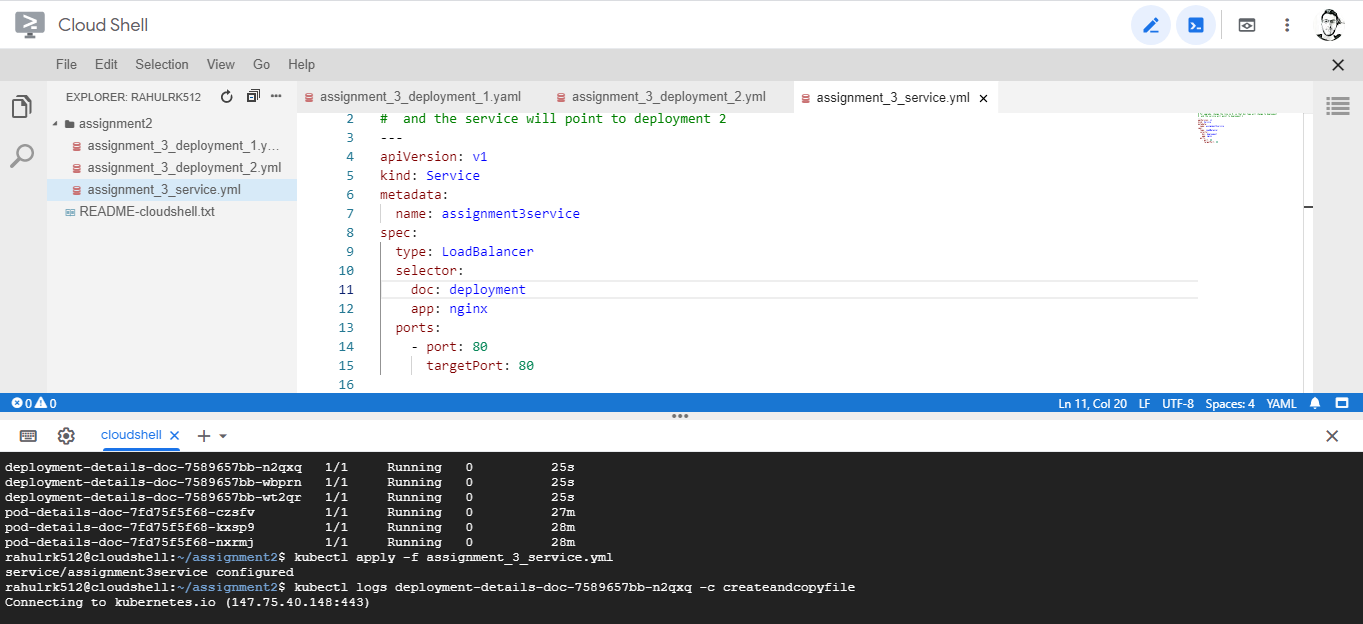 Cloud Shell
File Edit Selection View Go Help
EXPLORER: RAHULRK512
assignment2
assignment_3_deployment_1.y...
assignment_3_deployment_2.yml
assignment_3_service.yml
README-cloudshell.txt
assignment_3_deployment_1.yaml assignment_3_deployment_2.yml assignment_3_service.yml
2 # and the service will point to deployment 2
3 ---
4 apiVersion: v1
5 kind: Service
6 metadata:
7 name: assignment3service
8 spec:
9 type: LoadBalancer
10 selector:
11 doc: deployment
12 app: nginx
13 ports:
14 - port: 80
15 targetPort: 80
16
0 0 Ln 11, Col 20 LF UTF-8 Spaces: 4 YAML
cloudshell
deployment-details-doc-7589657bb-n2qxq 1/1 Running 0 25s
deployment-details-doc-7589657bb-wbprn 1/1 Running 0 25s
deployment-details-doc-7589657bb-wt2qr 1/1 Running 0 25s
pod-details-doc-7fd75f5f68-czsfv 1/1 Running 0 27m
pod-details-doc-7fd75f5f68-kxsp9 1/1 Running 0 28m
pod-details-doc-7fd75f5f68-nxrmj 1/1 Running 0 28m
rahulrk512@cloudshell:~/assignment2$ kubectl apply -f assignment_3_service.yml
service/assignment3service configured
rahulrk512@cloudshell:~/assignment2$ kubectl logs deployment-details-doc-7589657bb-n2qxq -c createandcopyfile
Connecting to kubernetes.io (147.75.40.148:443)